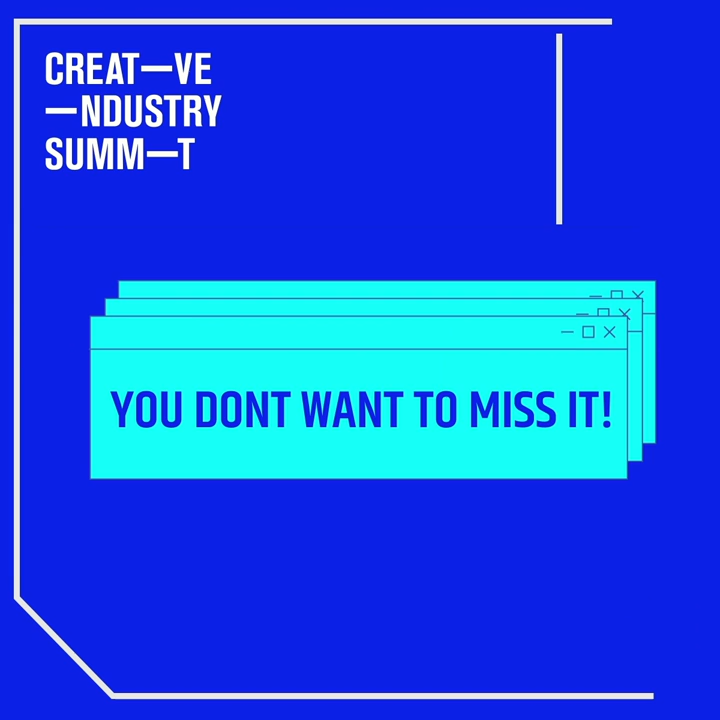 CREAT—VE
—NDUSTRY
SUMM—T
YOU DONT WANT TO MISS IT!